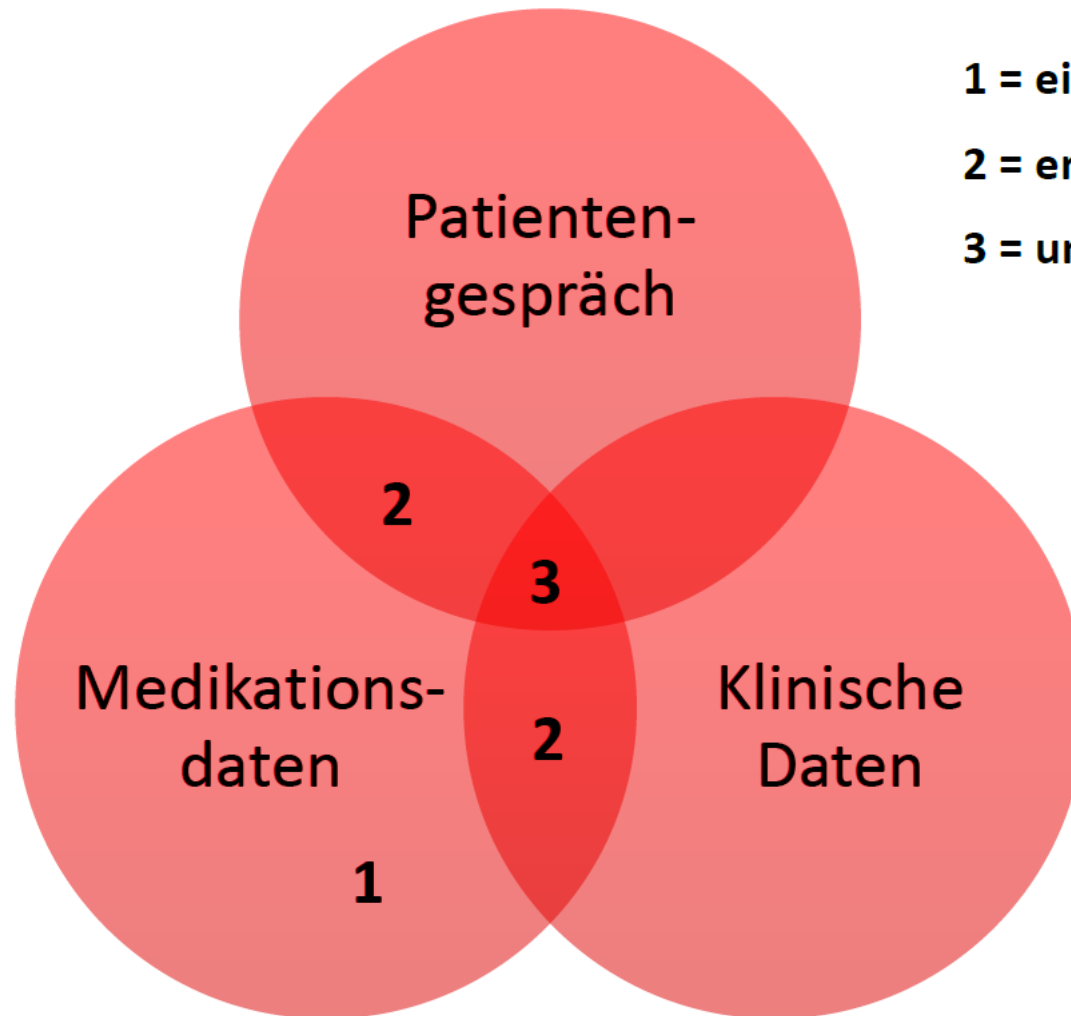 1 = ei
2 = er
3 = ur
Patienten-
gespräch
2
3
Medikations-
daten
Klinische
Daten
2
1